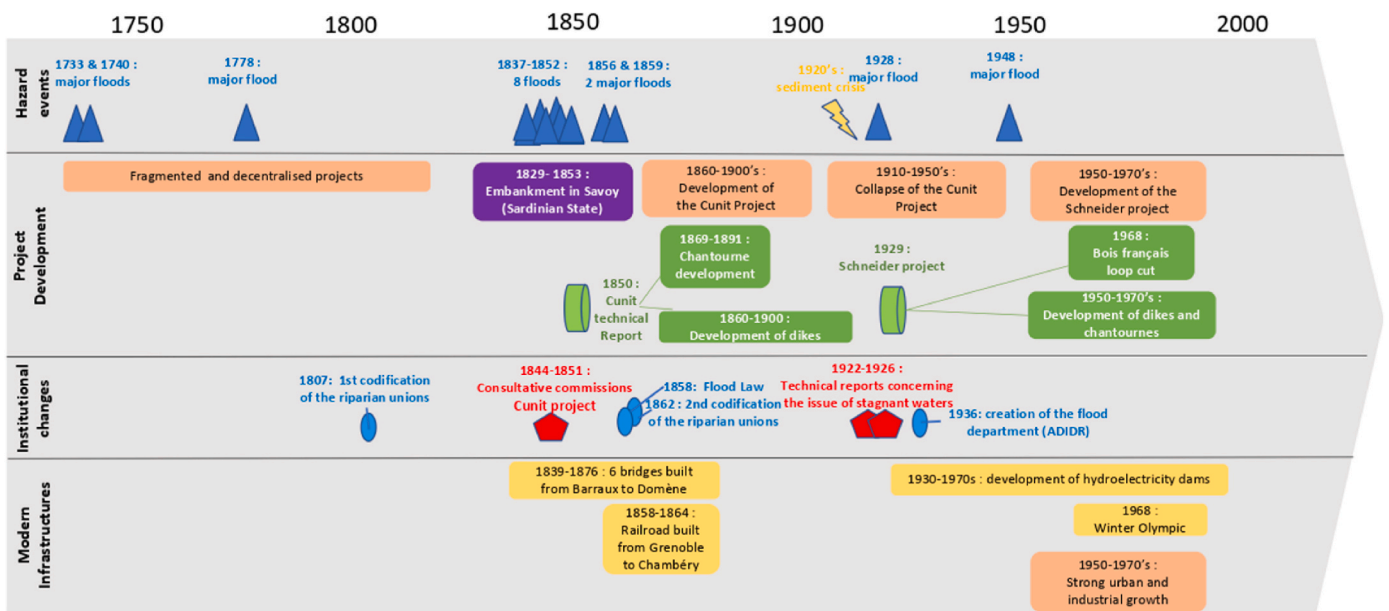 1750 1800 1850 1900 1950 2000
Hazard
events
1733 & 1740 :
major floods
1778 :
major flood
1837-1852 :
8 floods
1856 & 1859 :
2 major floods
1920's :
sediment crisis
1928 :
major flood
1948 :
major flood
Project
Development
Fragmented and decentralised projects
1829- 1853 :
Embankment in Savoy
(Sardinian State)
1860-1900's :
Development of
the Cunit Project
1910-1950's :
Collapse of the Cunit
Project
1950-1970's :
Development of the
Schneider project
1850 :
Cunit
technical
Report
1869-1891 :
Chantourne
development
1860-1900 :
Development of dikes
1929 :
Schneider project
1968 :
Bois français
loop cut
1950-1970's :
Development of dikes and
chantournes
Institutional
changes
1807: 1st codification
of the riparian unions
1844-1851 :
Consultative commissions
Cunit project
1858: Flood Law
1862 : 2nd codification
of the riparian unions
1922-1926 :
Technical reports concerning
the issue of stagnant waters
1936: creation of the flood
department (ADIDR)
Modern
Infrastructures
1839-1876 : 6 bridges built
from Barraux to Domène
1858-1864 :
Railroad built
from Grenoble
to Chambéry
1930-1970s : development of hydroelectricity dams
1968 :
Winter Olympic
1950-1970's :
Strong urban and
industrial growth